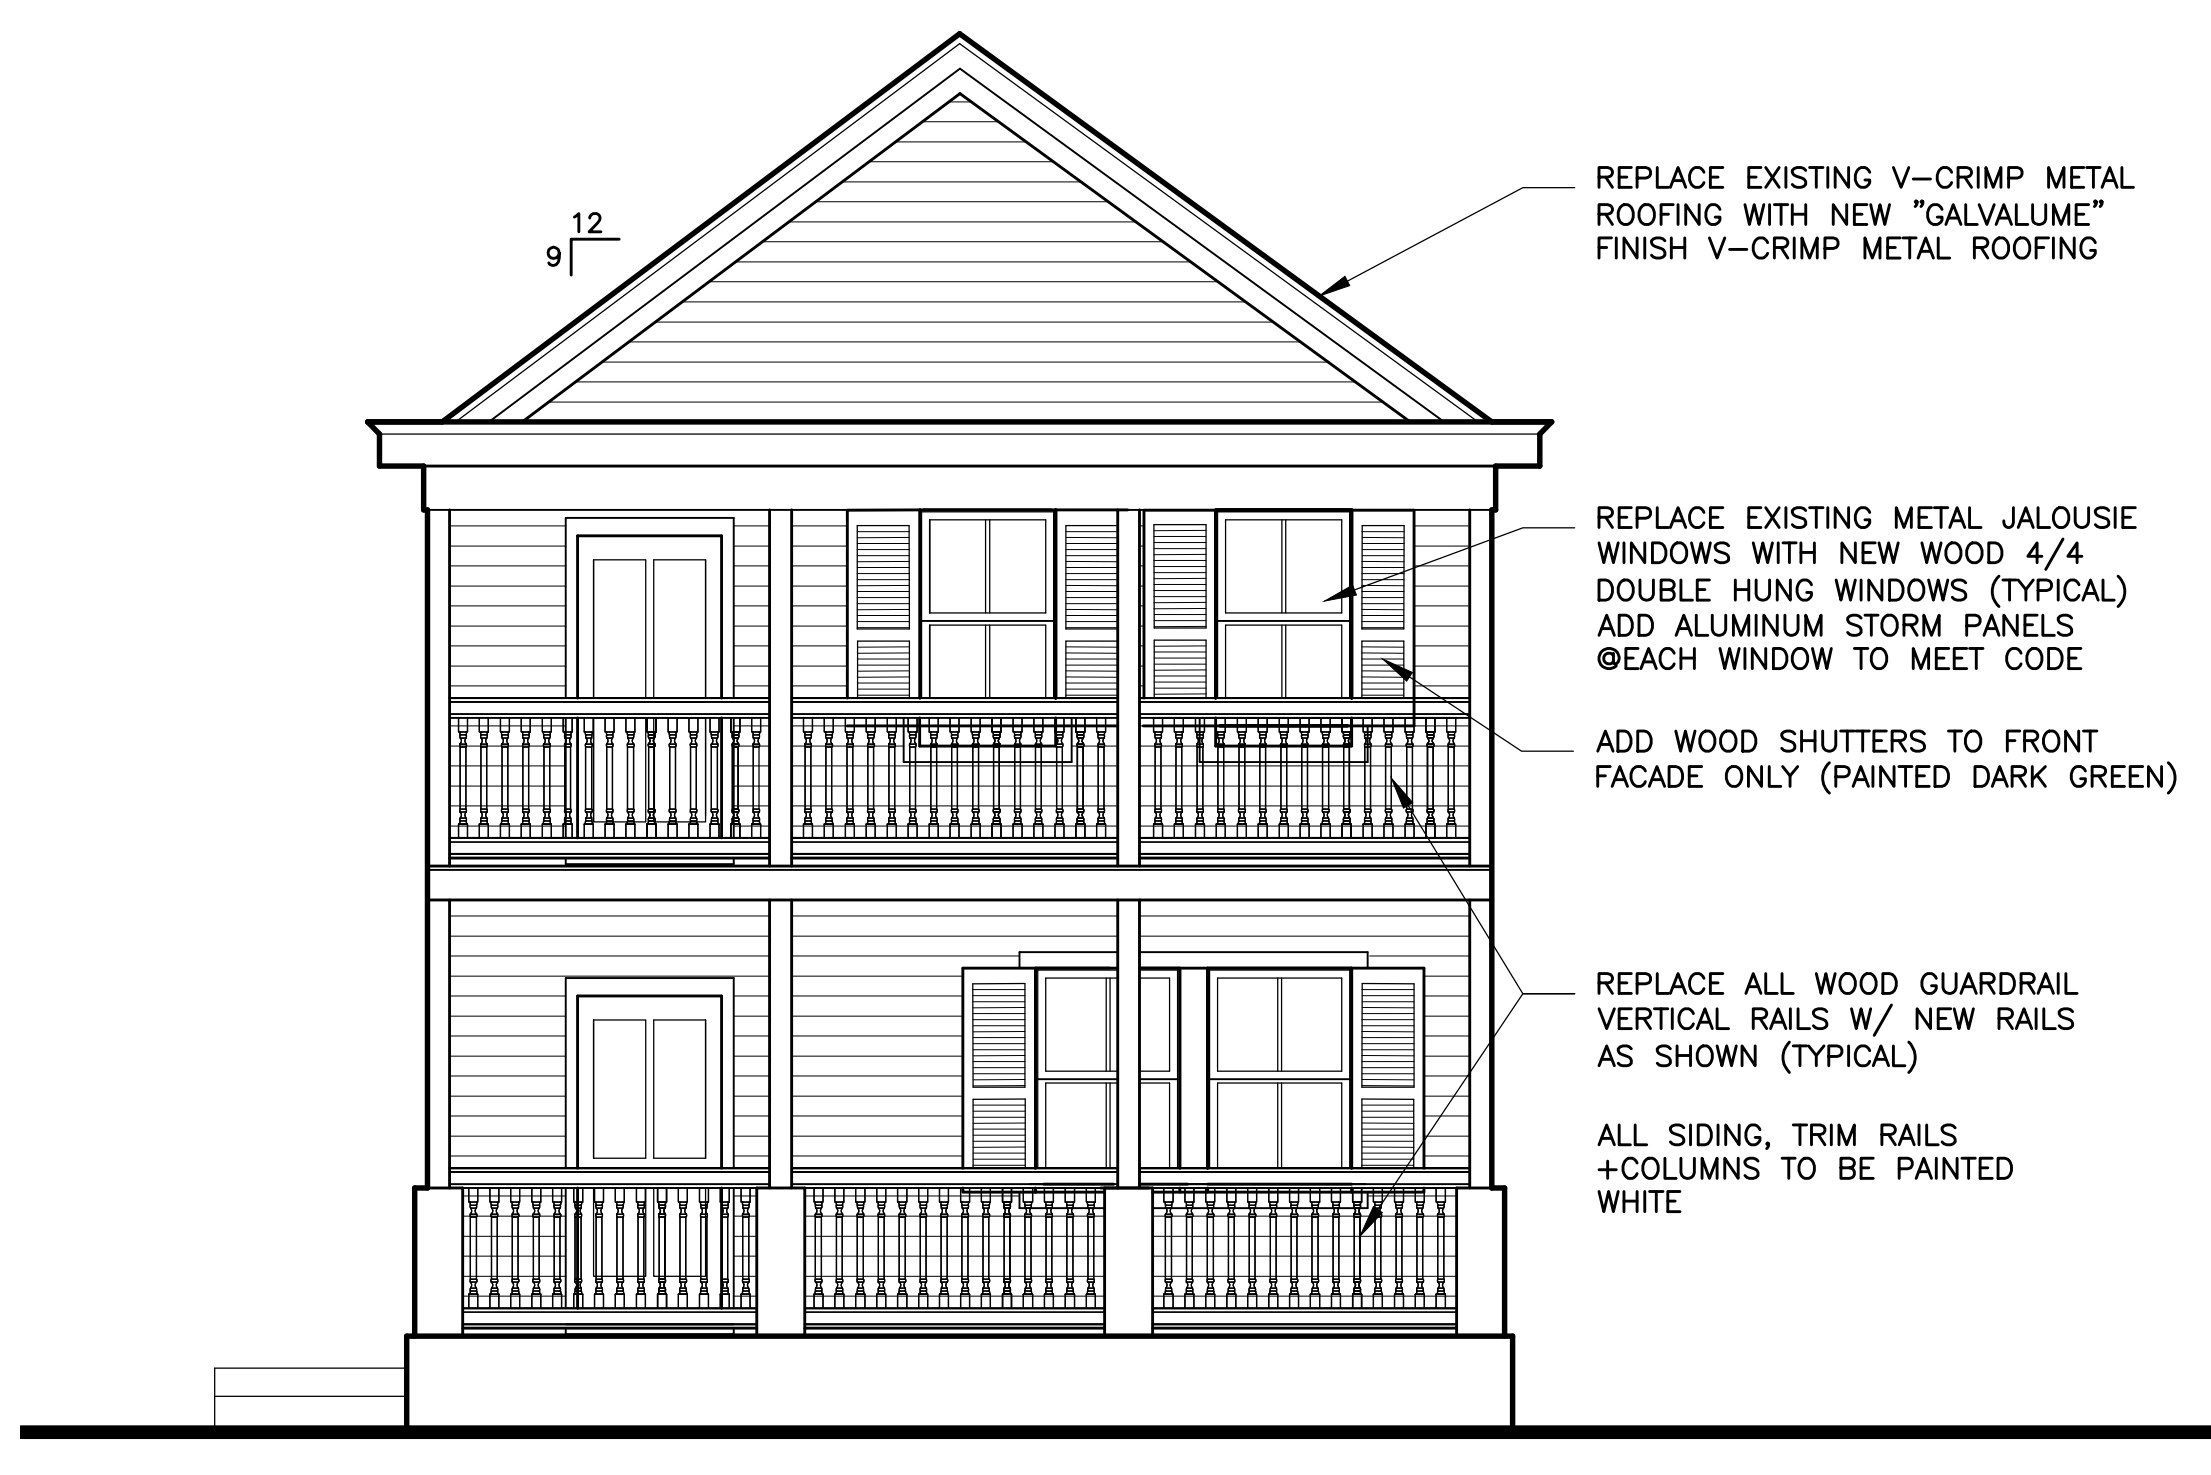 12
9
REPLACE EXISTING V-CRIMP METAL
ROOFING WITH NEW "GALVALUME"
FINISH V-CRIMP METAL ROOFING
REPLACE EXISTING METAL JALOUSIE
WINDOWS WITH NEW WOOD 4/4
DOUBLE HUNG WINDOWS (TYPICAL)
ADD ALUMINUM STORM PANELS
@EACH WINDOW TO MEET CODE
ADD WOOD SHUTTERS TO FRONT
FACADE ONLY (PAINTED DARK GREEN)
REPLACE ALL WOOD GUARDRAIL
VERTICAL RAILS W/ NEW RAILS
AS SHOWN (TYPICAL)
ALL SIDING, TRIM RAILS
+COLUMNS TO BE PAINTED
WHITE